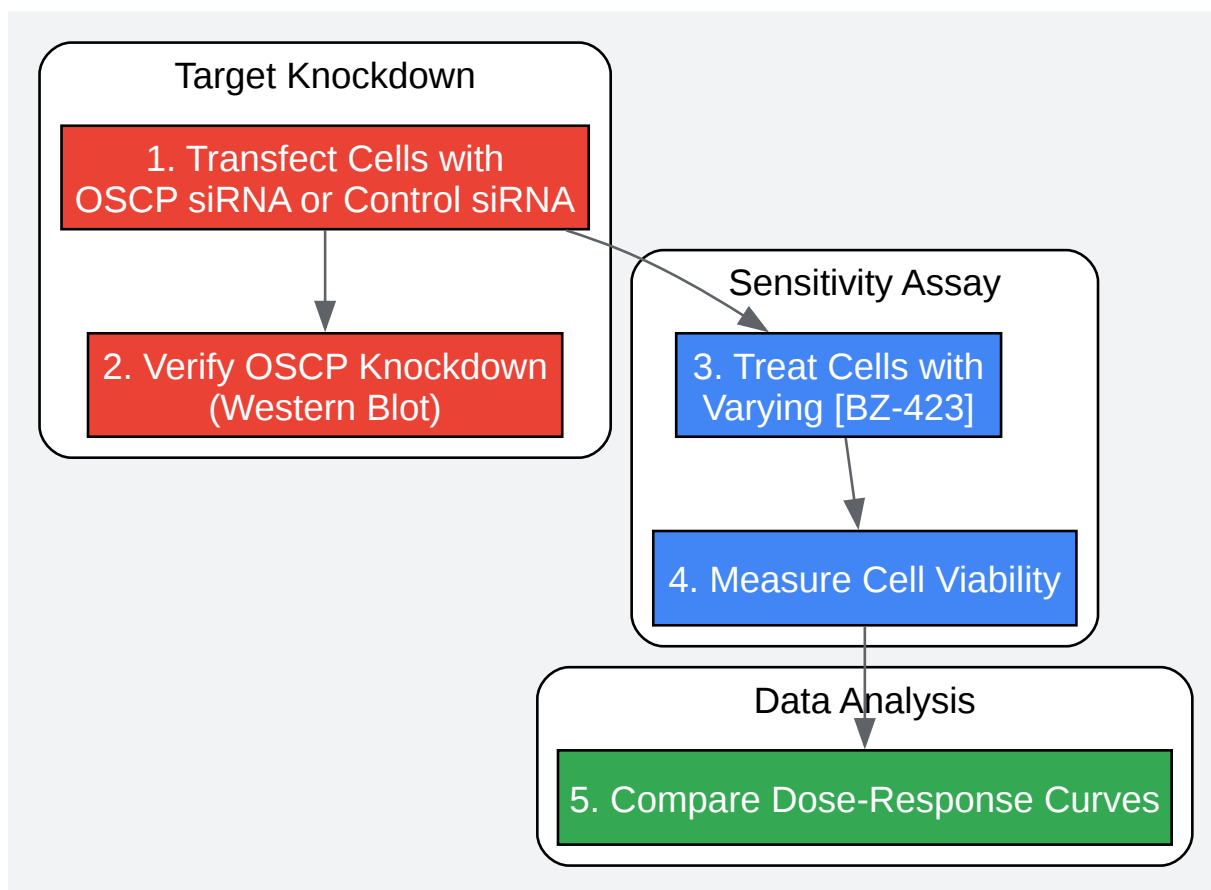 Target Knockdown
1. Transfect Cells with
OSCP siRNA or Control siRNA
2. Verify OSCP Knockdown
(Western Blot)
Sensitivity Assay
3. Treat Cells with
Varying [BZ-423]
4. Measure Cell Viability
Data Analysis
5. Compare Dose-Response Curves